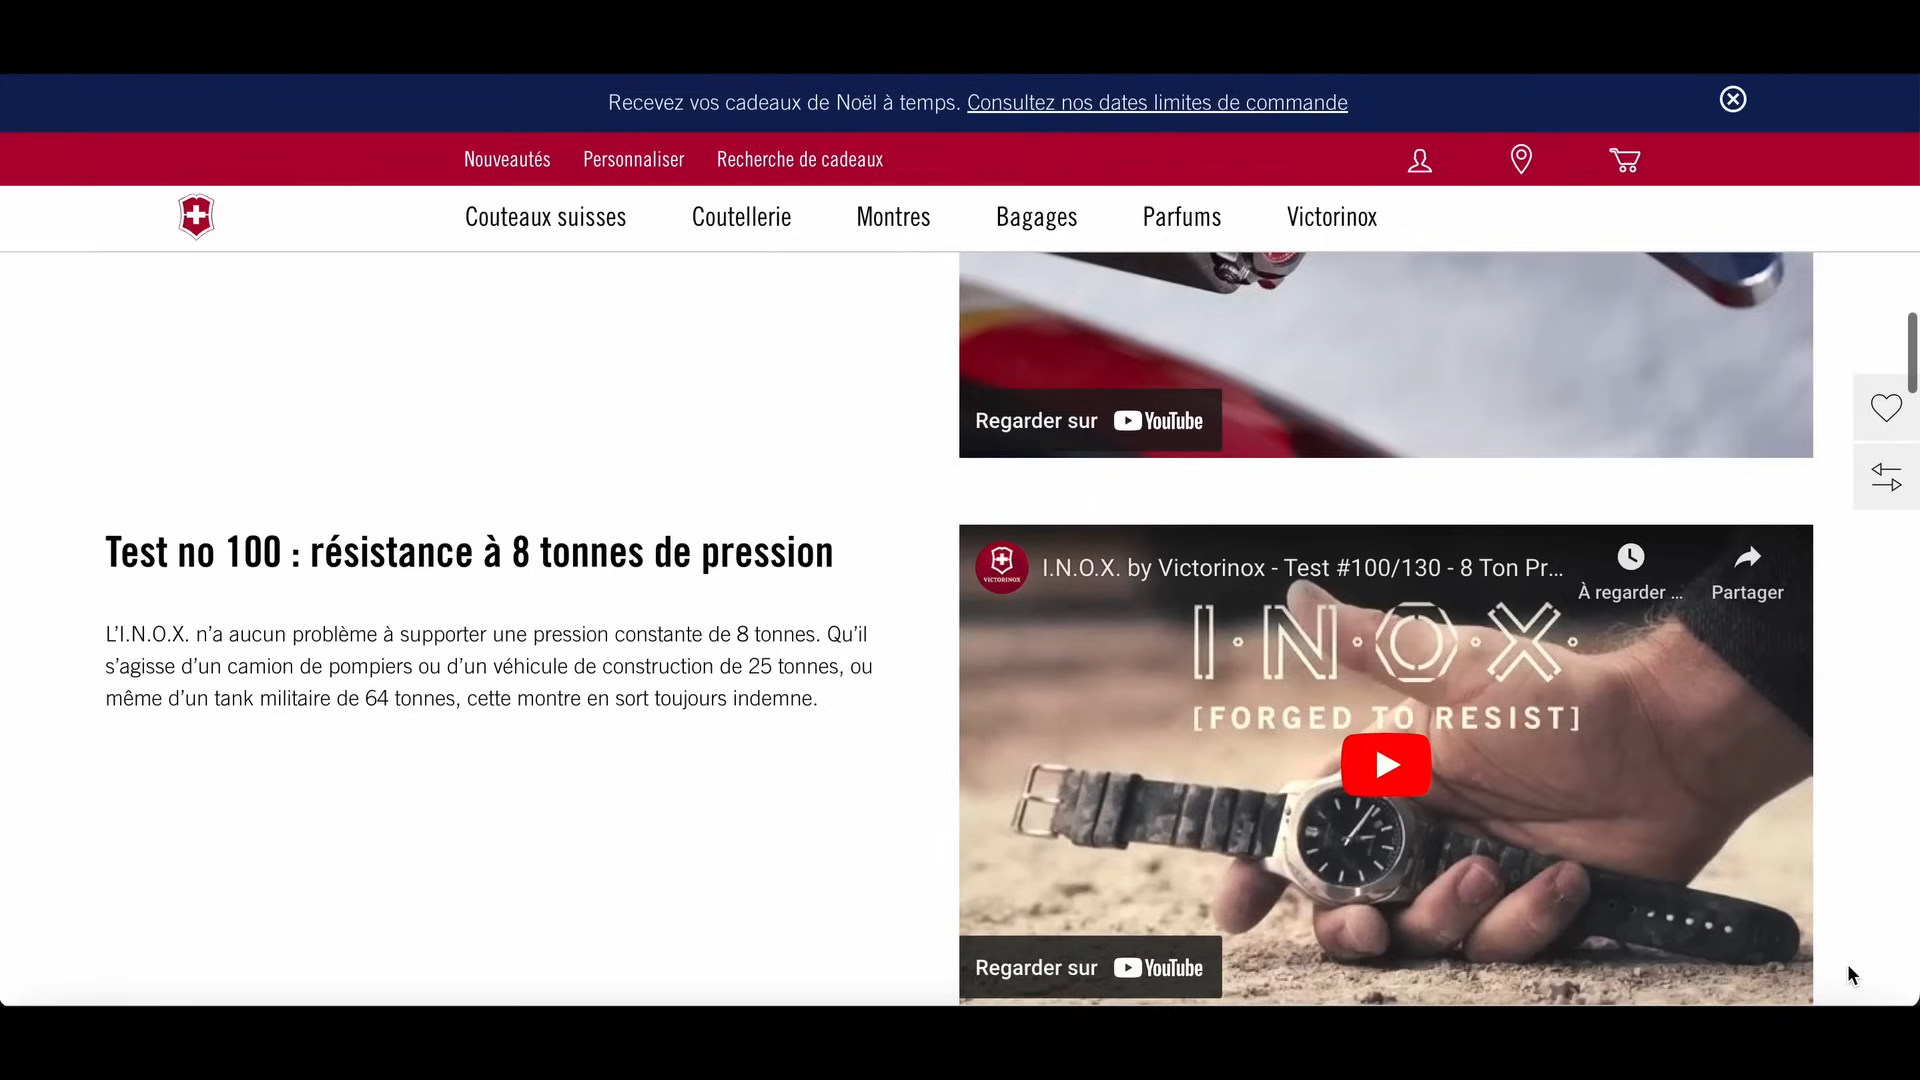 Recevez vos cadeaux de Noël à temps. Consultez nos dates limites de commande
Nouveautés Personnaliser Recherche de cadeaux
Couteaux suisses Coutellerie Montres Bagages Parfums Victorinox
Regarder sur YouTube
Test no 100 : résistance à 8 tonnes de pression
L’I.N.O.X. n’a aucun problème à supporter une pression constante de 8 tonnes. Qu’il
s’agisse d’un camion de pompiers ou d’un véhicule de construction de 25 tonnes, ou
même d’un tank militaire de 64 tonnes, cette montre en sort toujours indemne.
VICTORINOX
I.N.O.X. by Victorinox - Test #100/130 - 8 Ton Pr...
À regarder ...
Partager
I·N·O·X·
[FORGED TO RESIST]
Regarder sur YouTube